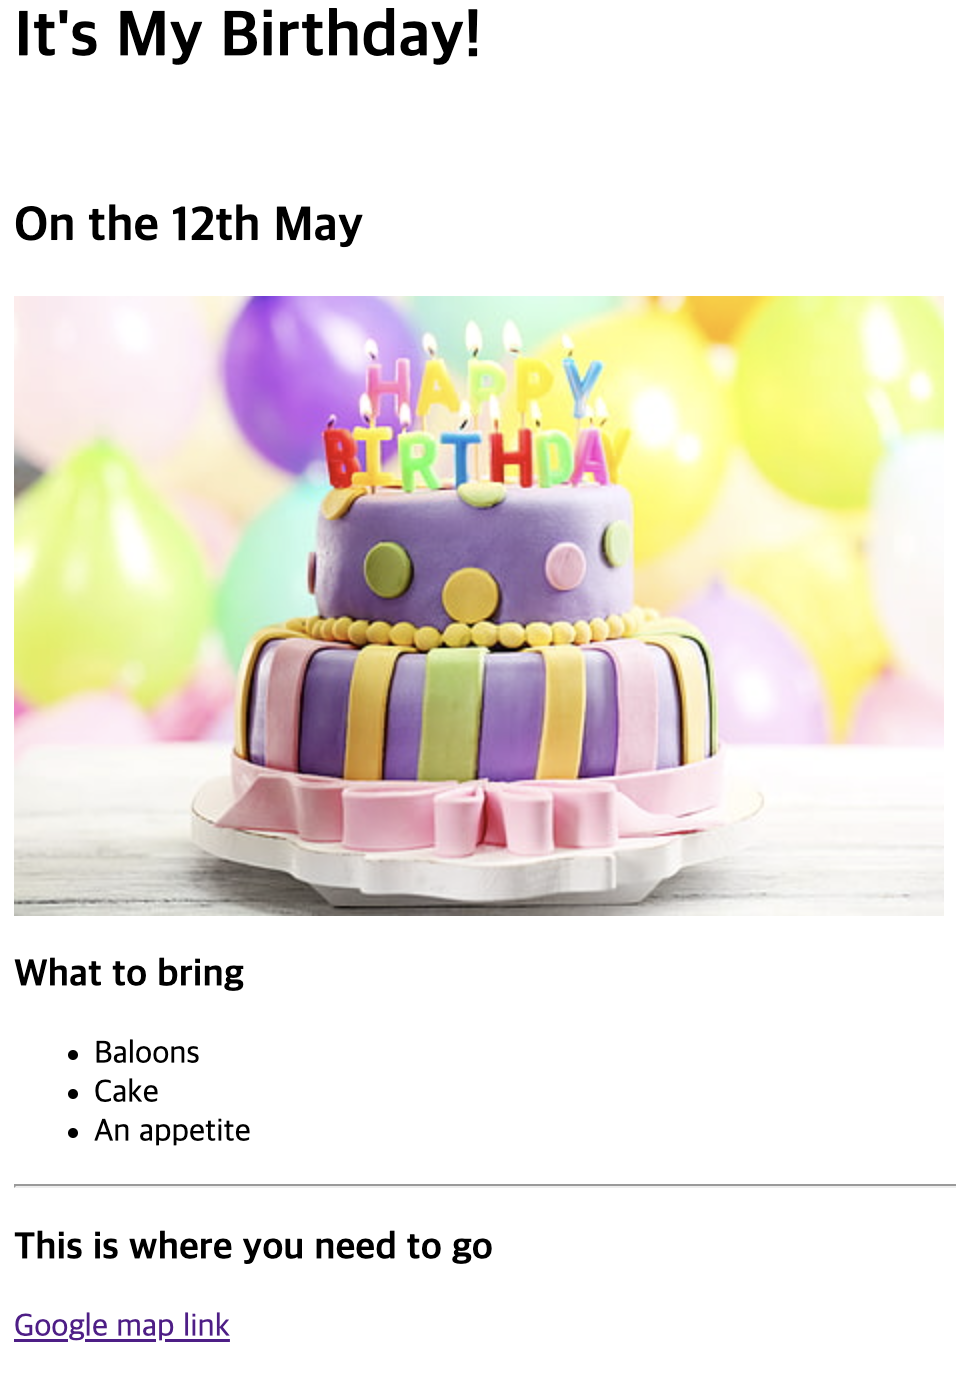 It's My Birthday!
On the 12th May
HAPPY
BIRTHDAY
What to bring
Baloons
Cake
An appetite
This is where you need to go
Google map link